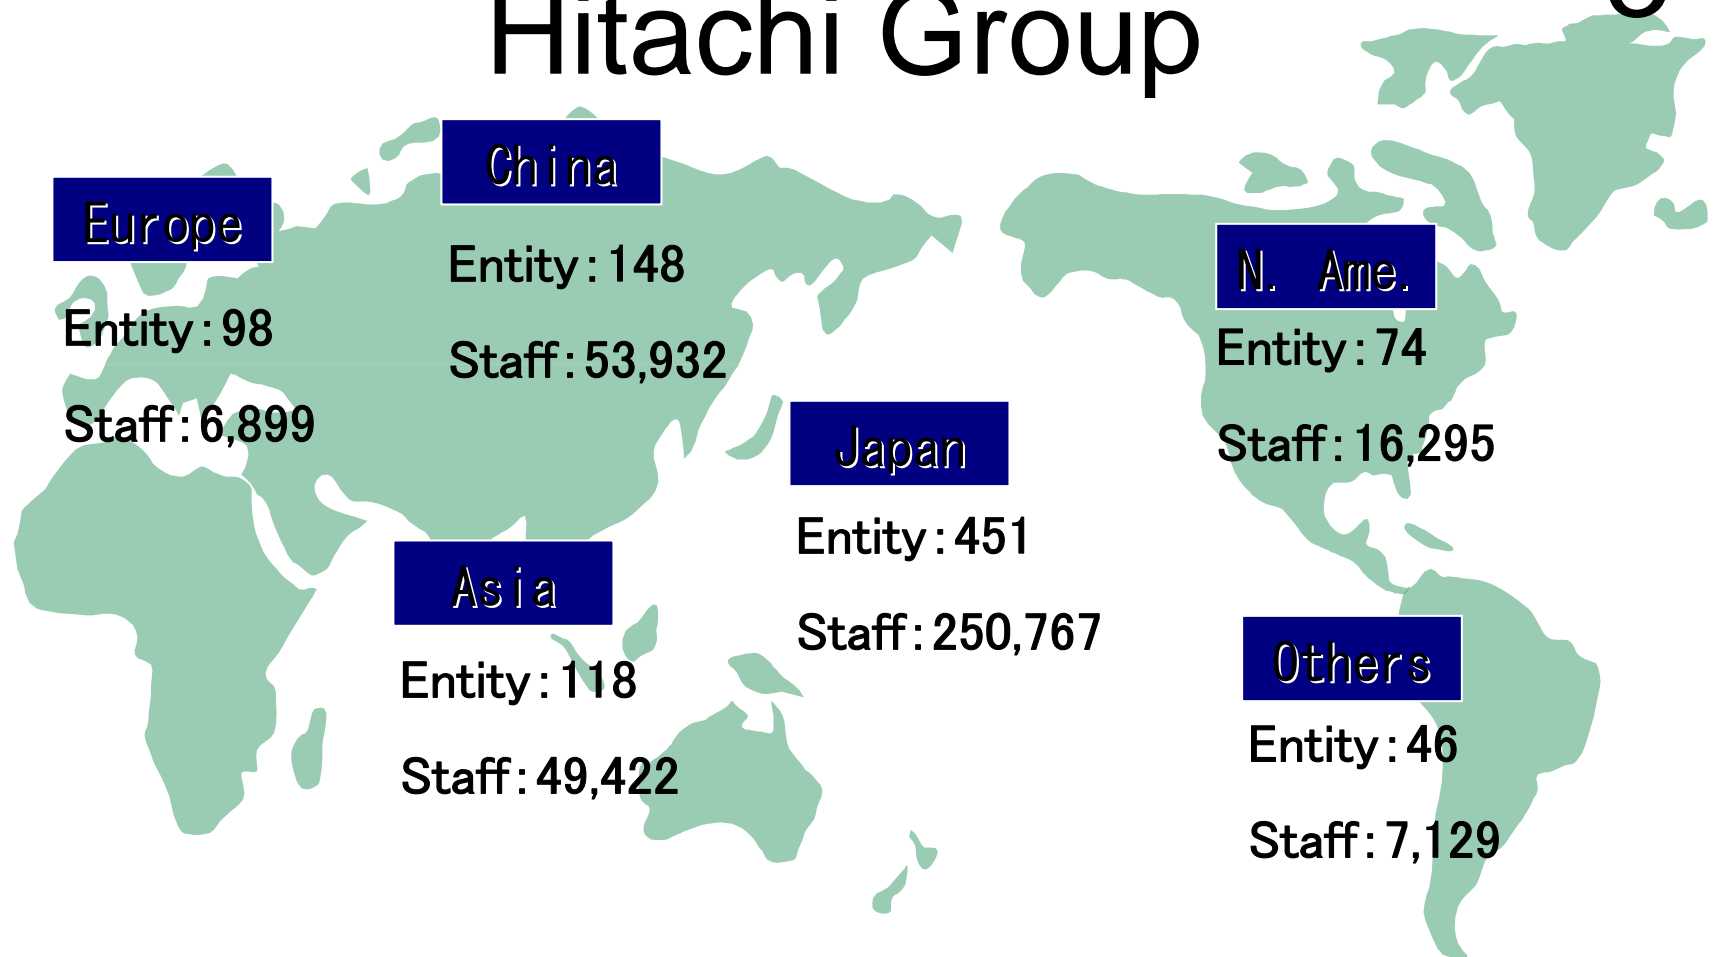 Hitachi Group
China
Entity:148
Staff:53,932
Europe
Entity:98
Staff:6,899
N. Ame.
Entity:74
Staff:16,295
Japan
Entity:451
Staff:250,767
Asia
Entity:118
Staff:49,422
Others
Entity:46
Staff:7,129